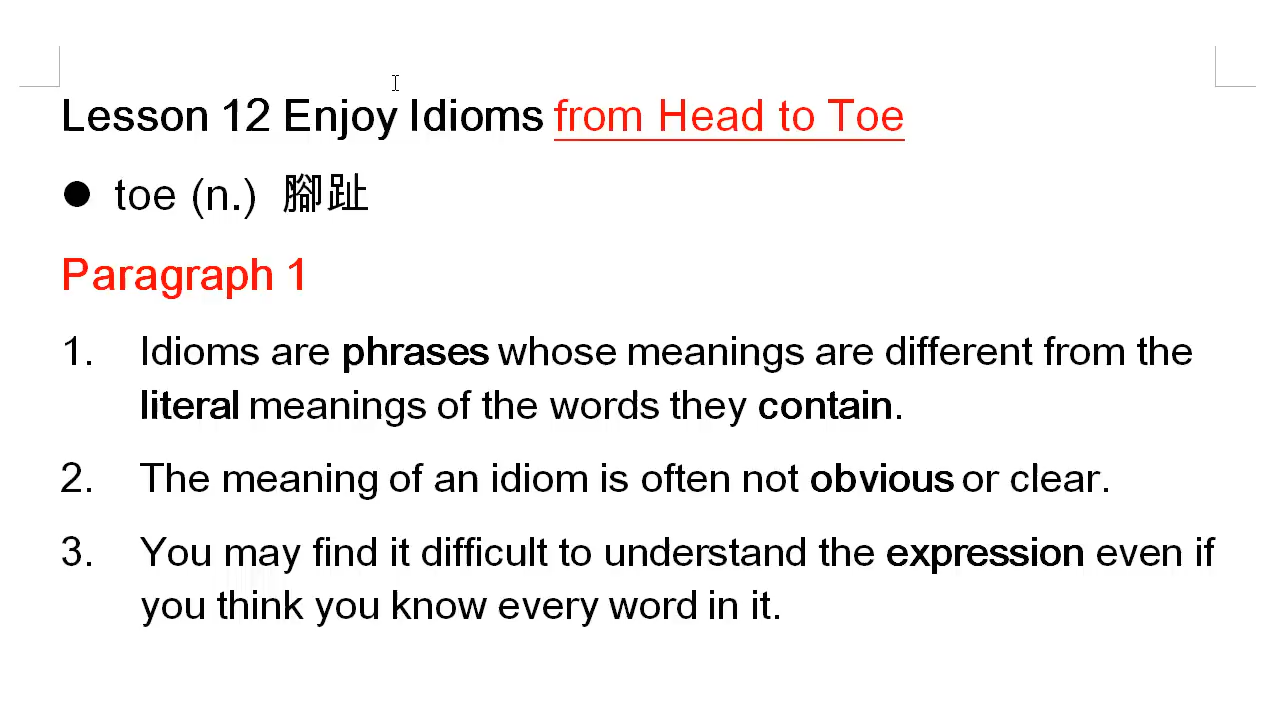 Lesson 12 Enjoy Idioms from Head to Toe
● toe (n.) 腳趾
Paragraph 1
1. Idioms are phrases whose meanings are different from the
literal meanings of the words they contain.
2. The meaning of an idiom is often not obvious or clear.
3. You may find it difficult to understand the expression even if
you think you know every word in it.